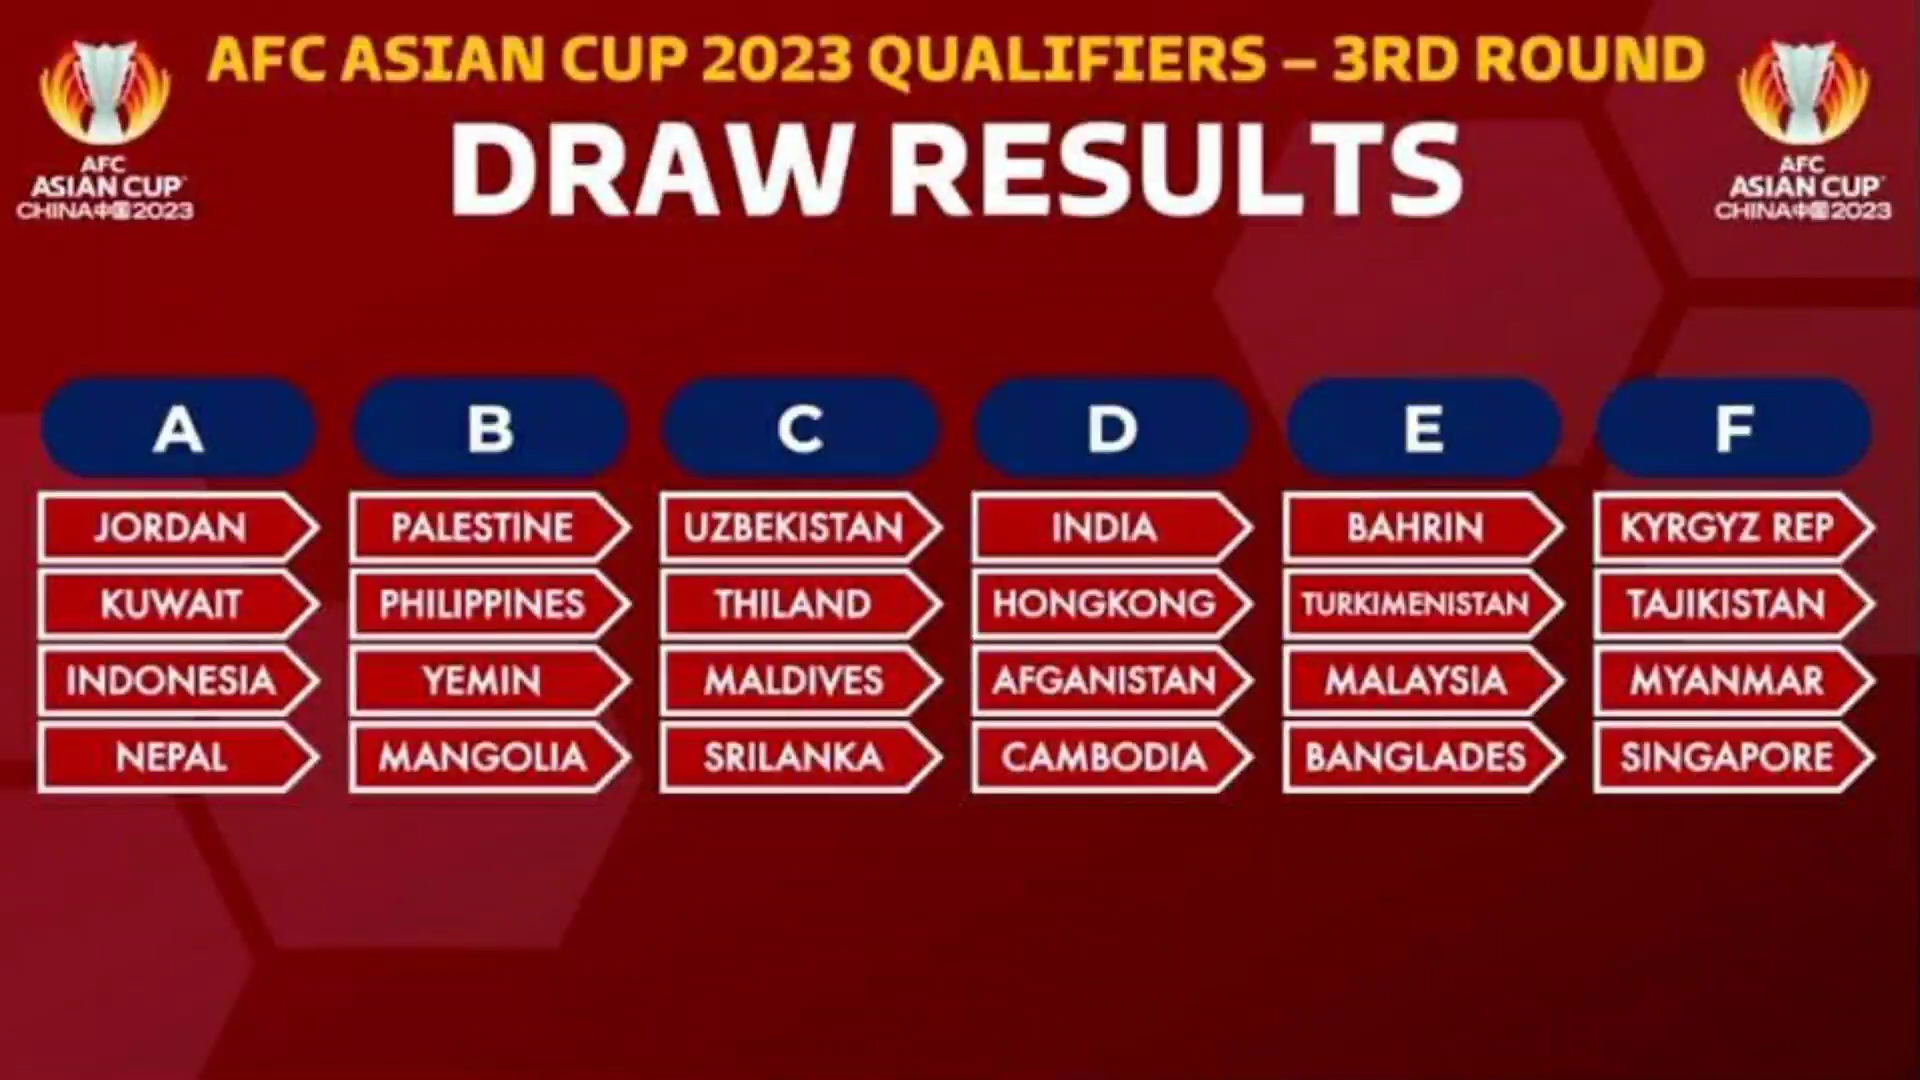 AFC ASIAN CUP 2023 QUALIFIERS – 3RD ROUND
DRAW RESULTS
AFC
ASIAN CUP
CHINA中国2023
AFC
ASIAN CUP
CHINA中国2023
A
B
C
D
E
F
JORDAN
PALESTINE
UZBEKISTAN
INDIA
BAHRIN
KYRGYZ REP
KUWAIT
PHILIPPINES
THILAND
HONGKONG
TURKIMENISTAN
TAJIKISTAN
INDONESIA
YEMIN
MALDIVES
AFGANISTAN
MALAYSIA
MYANMAR
NEPAL
MANGOLIA
SRILANKA
CAMBODIA
BANGLADES
SINGAPORE